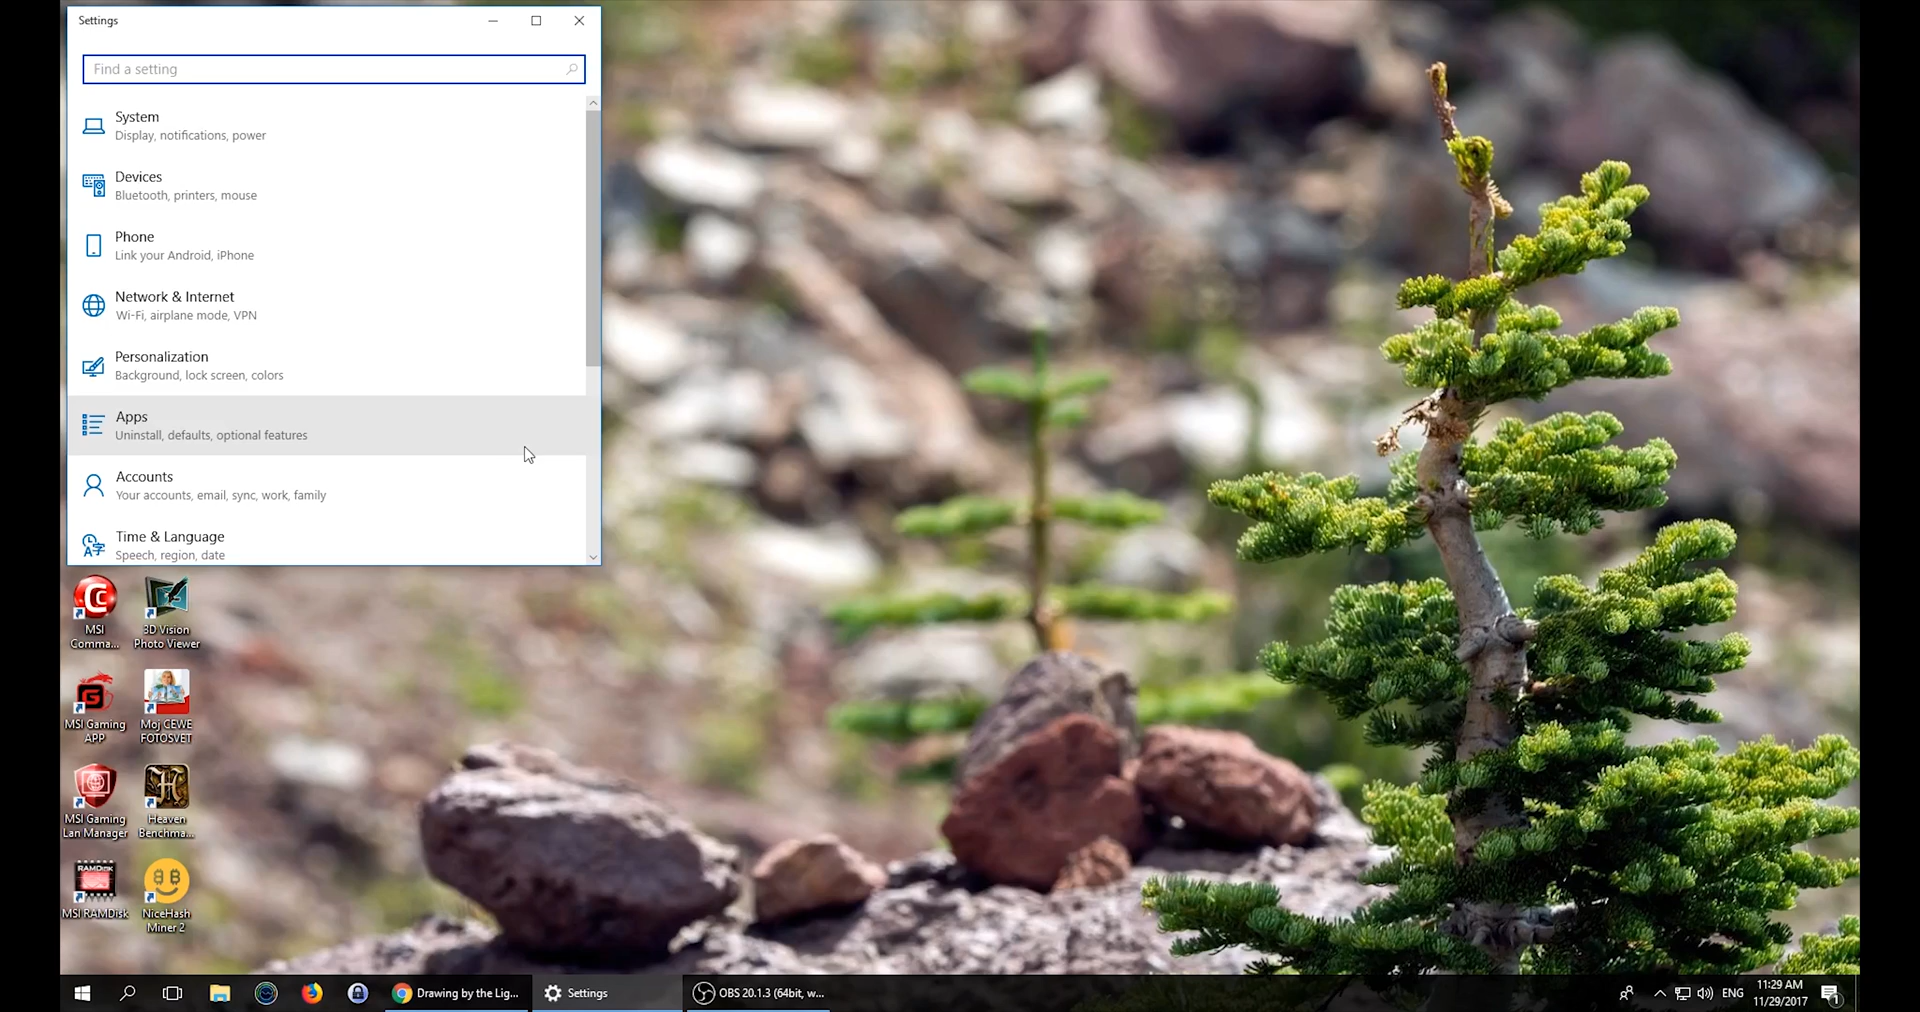 Settings
Find a setting
System
Display, notifications, power
Devices
Bluetooth, printers, mouse
Phone
Link your Android, iPhone
Network & Internet
Wi-Fi, airplane mode, VPN
Personalization
Background, lock screen, colors
Apps
Uninstall, defaults, optional features
Accounts
Your accounts, email, sync, work, family
Time & Language
Speech, region, date
MSI
Comma...
3D Vision
Photo Viewer
MSI Gaming
APP
Moj CEWE
FOTOSVET
MSI Gaming
Lan Manager
Heaven
Benchma...
RAMDisk
MSI RAMDisk
NiceHash
Miner 2
Drawing by the Lig...
Settings
OBS 20.1.3 (64bit, w...
ENG
11:29 AM
11/29/2017
1